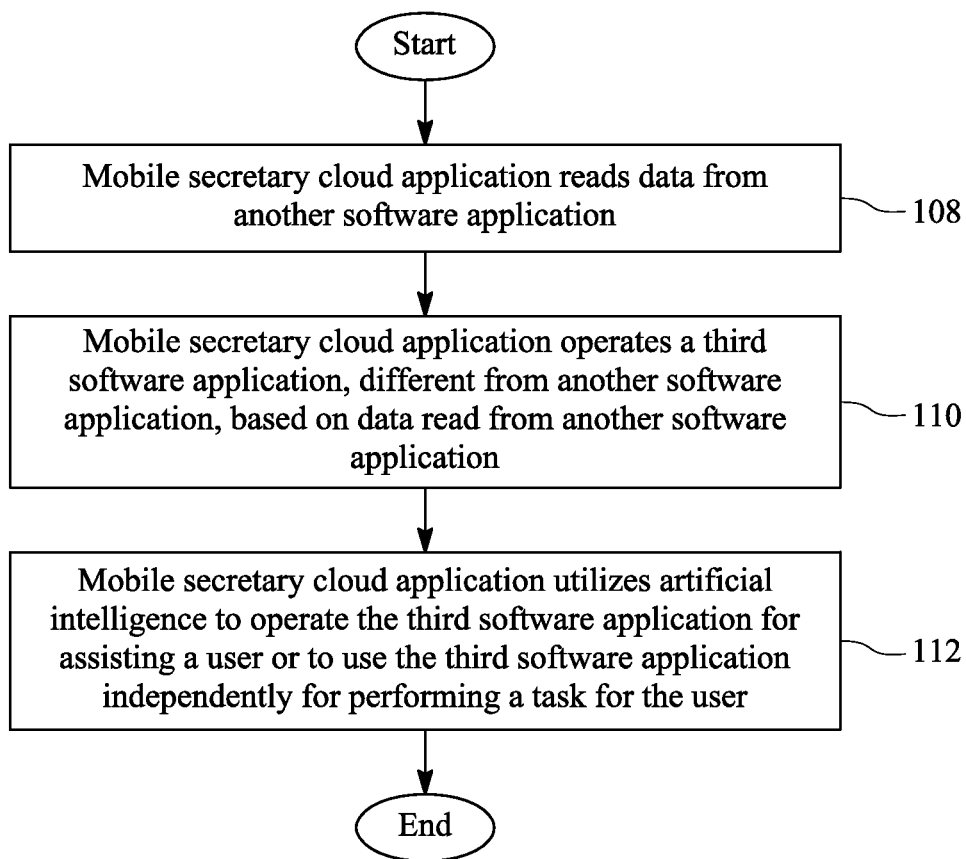 Start
Mobile secretary cloud application reads data from
another software application
108
Mobile secretary cloud application operates a third
software application, different from another software
application, based on data read from another software
application
110
Mobile secretary cloud application utilizes artificial
intelligence to operate the third software application for
assisting a user or to use the third software application
independently for performing a task for the user
112
End